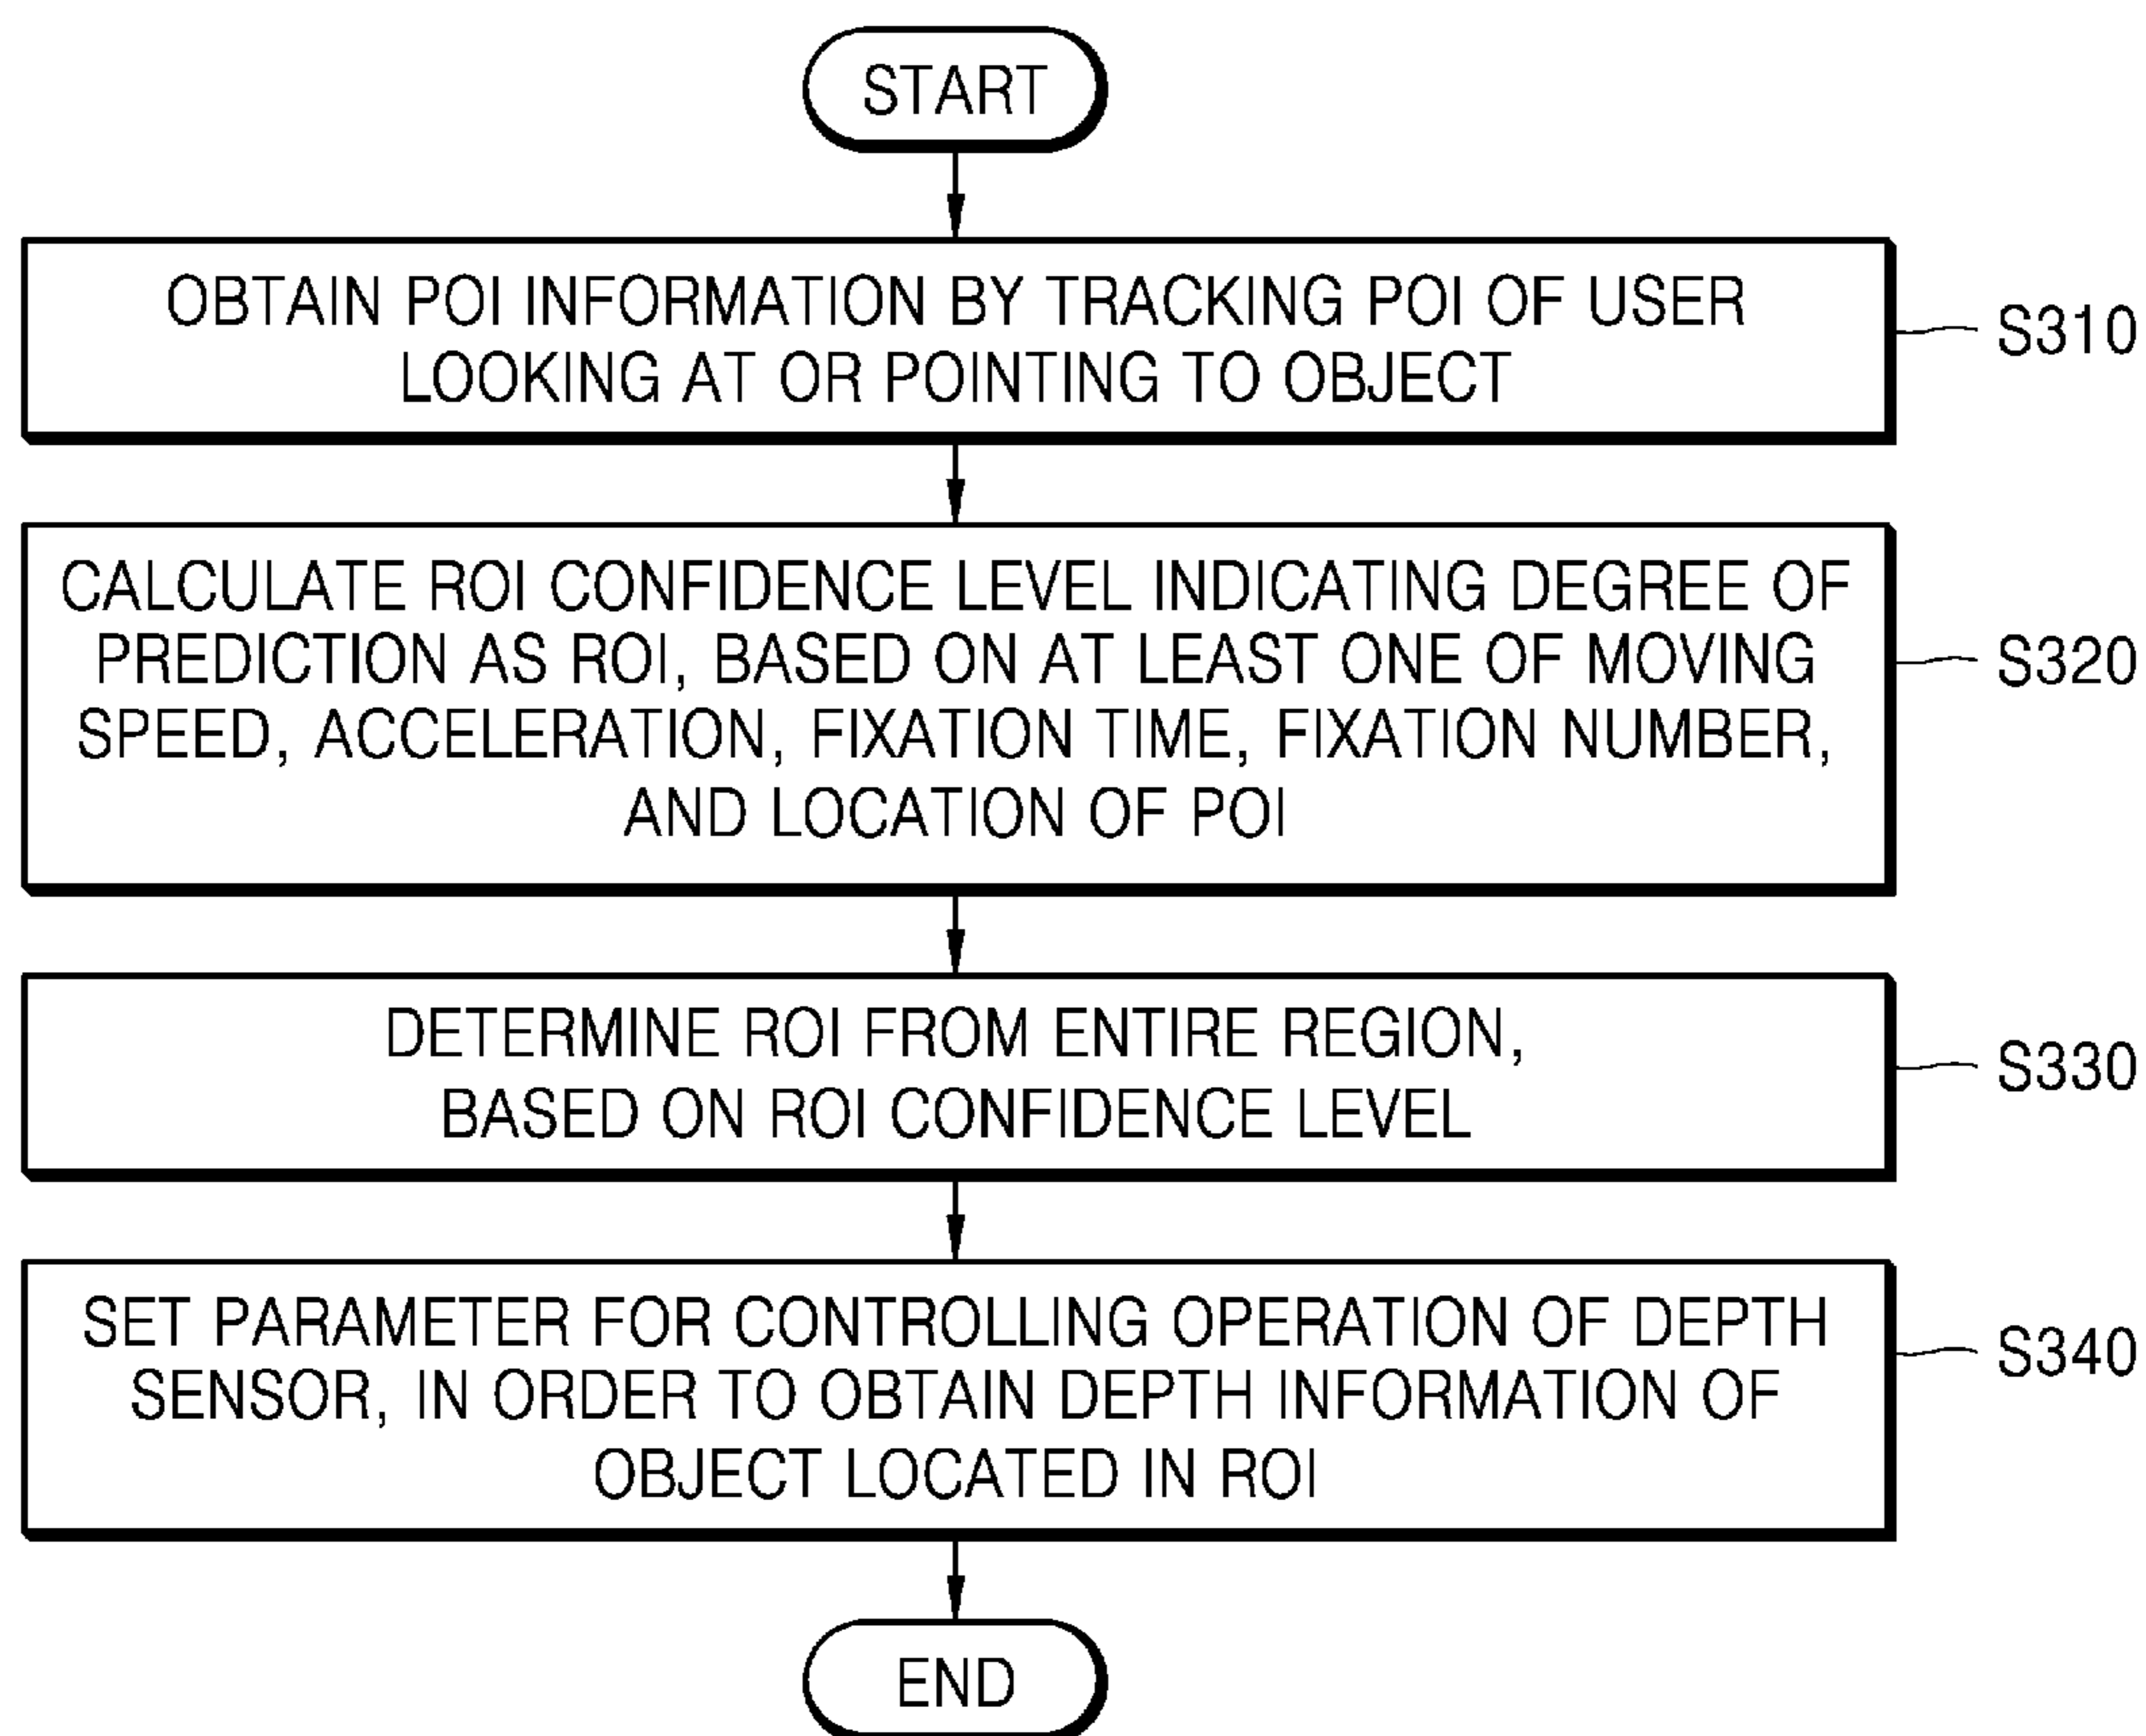 START
OBTAIN POI INFORMATION BY TRACKING POI OF USER
LOOKING AT OR POINTING TO OBJECT
S310
CALCULATE ROI CONFIDENCE LEVEL INDICATING DEGREE OF
PREDICTION AS ROI, BASED ON AT LEAST ONE OF MOVING
SPEED, ACCELERATION, FIXATION TIME, FIXATION NUMBER,
AND LOCATION OF POI
S320
DETERMINE ROI FROM ENTIRE REGION,
BASED ON ROI CONFIDENCE LEVEL
S330
SET PARAMETER FOR CONTROLLING OPERATION OF DEPTH
SENSOR, IN ORDER TO OBTAIN DEPTH INFORMATION OF
OBJECT LOCATED IN ROI
S340
END